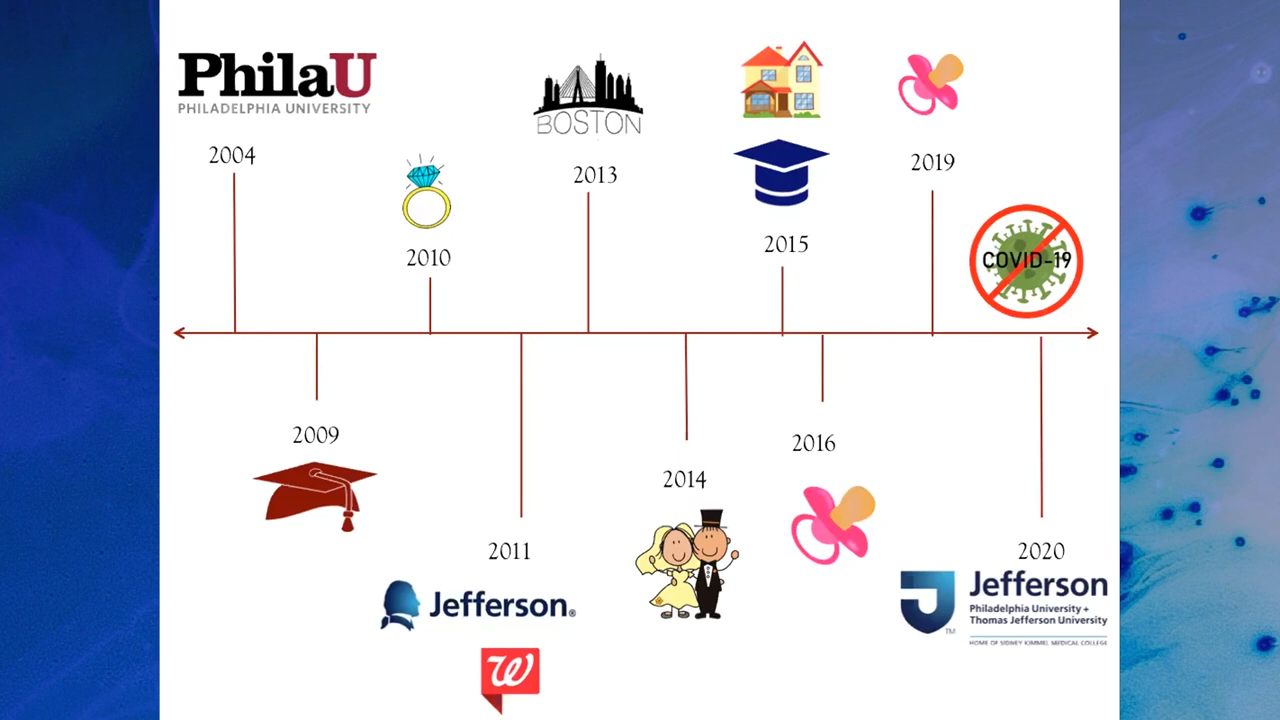 PhilaU
PHILADELPHIA UNIVERSITY
2004
2010
BOSTON
2013
2015
2019
COVID-19
2009
2011
Jefferson®
W
2014
2016
2020
J
TM
Jefferson
Philadelphia University +
Thomas Jefferson University
HOME OF SIDNEY KIMMEL MEDICAL COLLEGE